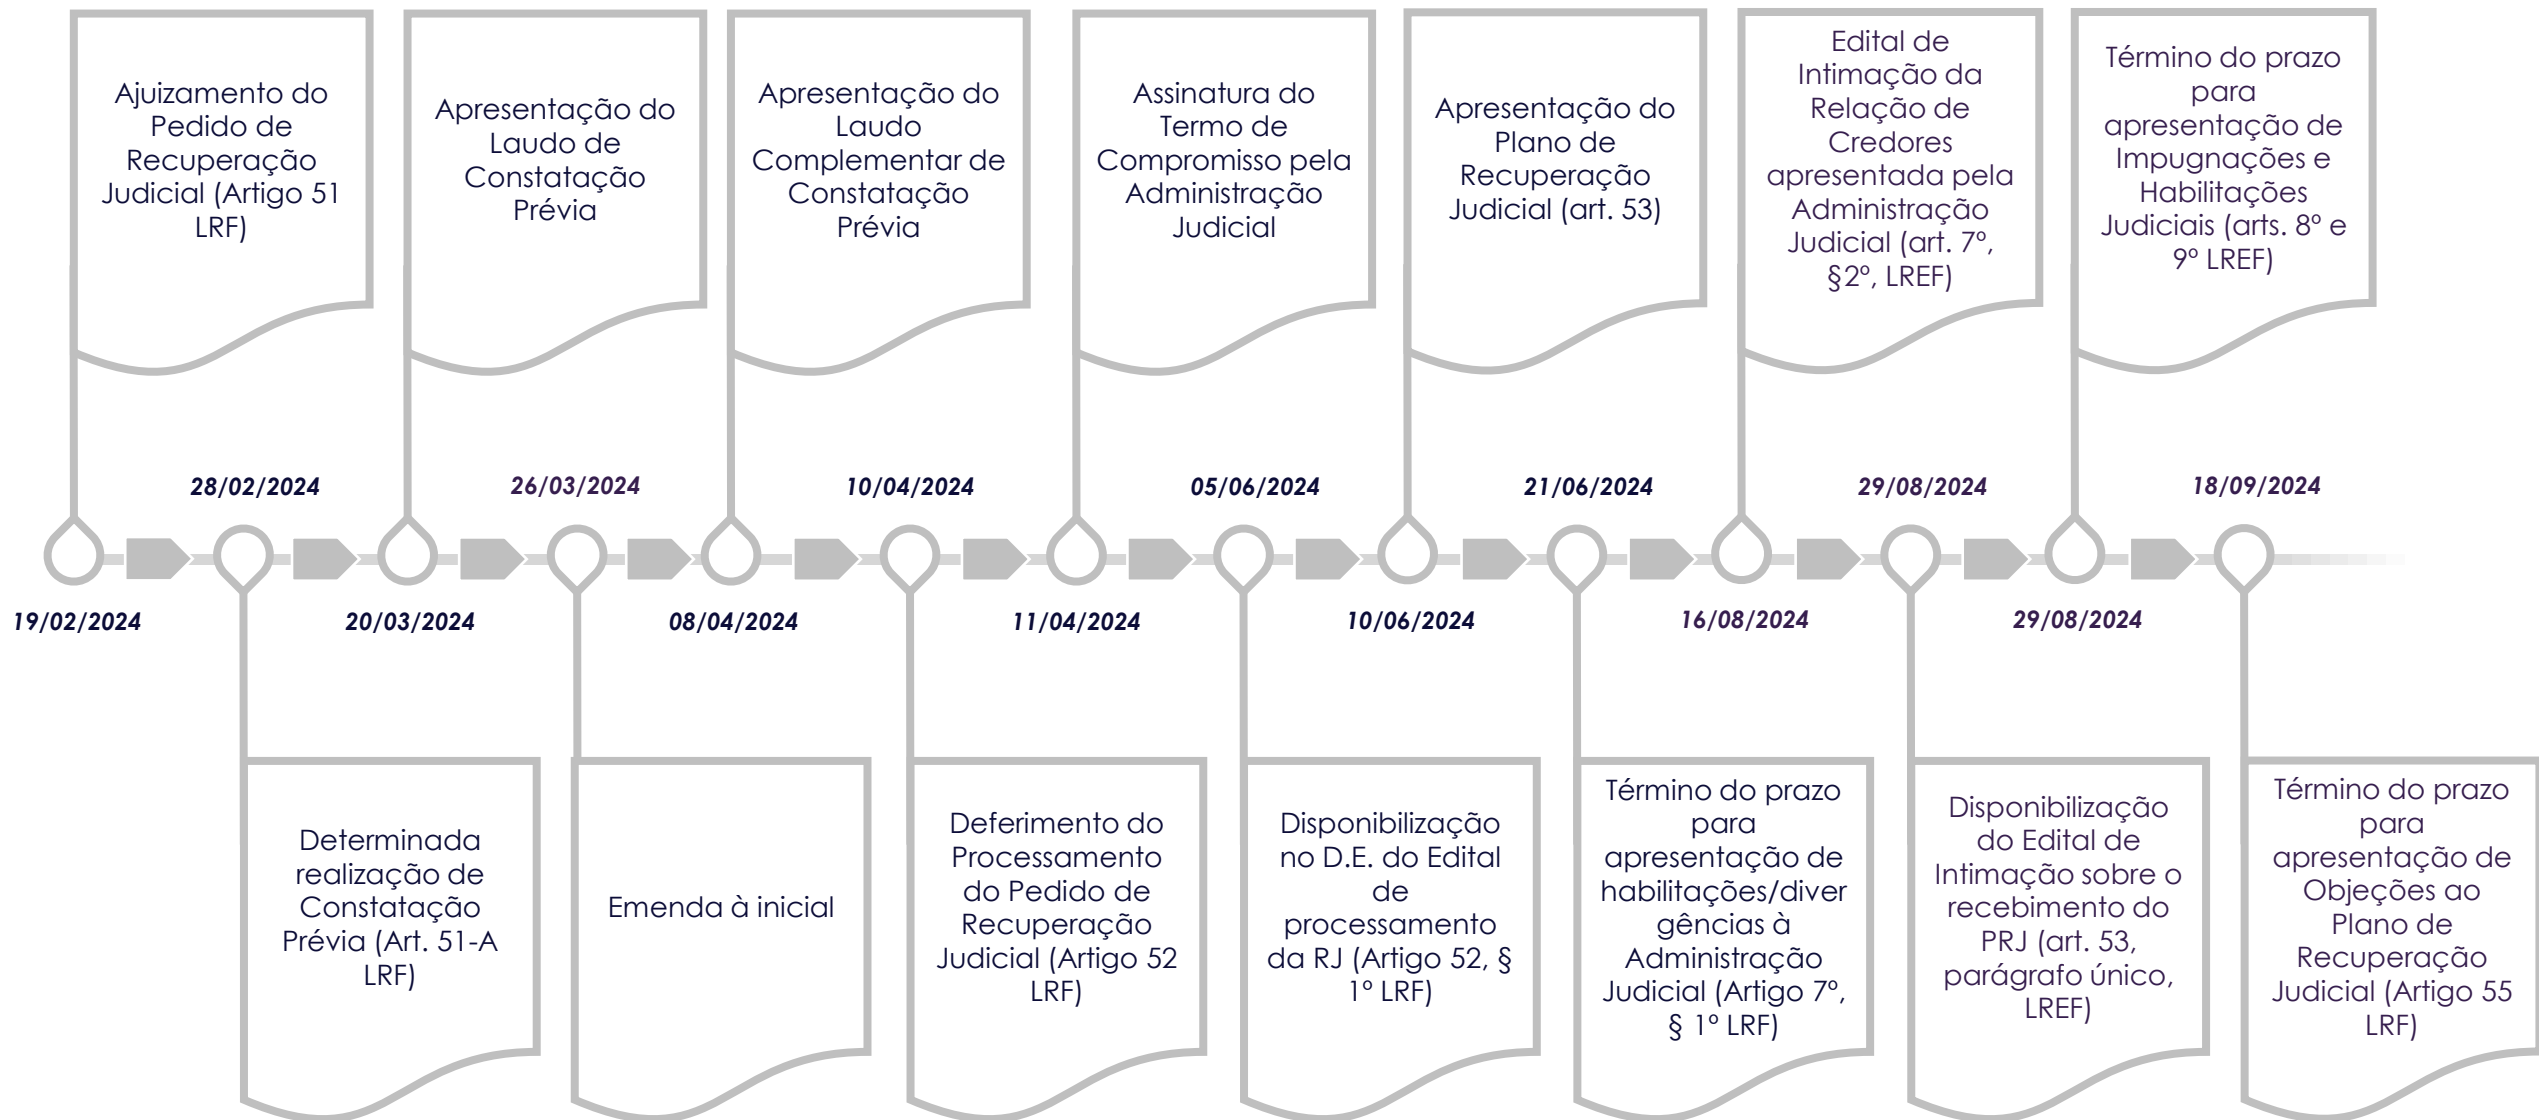 Ajuizamento do
Pedido de
Recuperação
Judicial (Artigo 51
LRF)
Apresentação do
Laudo de
Constatação
Prévia
Apresentação do
Laudo
Complementar de
Constatação
Prévia
Assinatura do
Termo de
Compromisso pela
Administração
Judicial
Apresentação do
Plano de
Recuperação
Judicial (art. 53)
Edital de
Intimação da
Relação de
Credores
apresentada pela
Administração
Judicial (art. 7º,
§2º, LREF)
Término do prazo
para
apresentação de
Impugnações e
Habilitações
Judiciais (arts. 8º e
9º LREF)
28/02/2024
26/03/2024
10/04/2024
05/06/2024
21/06/2024
29/08/2024
18/09/2024
19/02/2024
20/03/2024
08/04/2024
11/04/2024
10/06/2024
16/08/2024
29/08/2024
Determinada
realização de
Constatação
Prévia (Art. 51-A
LRF)
Emenda à inicial
Deferimento do
Processamento
do Pedido de
Recuperação
Judicial (Artigo 52
LRF)
Disponibilização
no D.E. do Edital
de
processamento
da RJ (Artigo 52, §
1º LRF)
Término do prazo
para
apresentação de
habilitações/diver
gências à
Administração
Judicial (Artigo 7º,
§ 1º LRF)
Disponibilização
do Edital de
Intimação sobre o
recebimento do
PRJ (art. 53,
parágrafo único,
LREF)
Término do prazo
para
apresentação de
Objeções ao
Plano de
Recuperação
Judicial (Artigo 55
LRF)